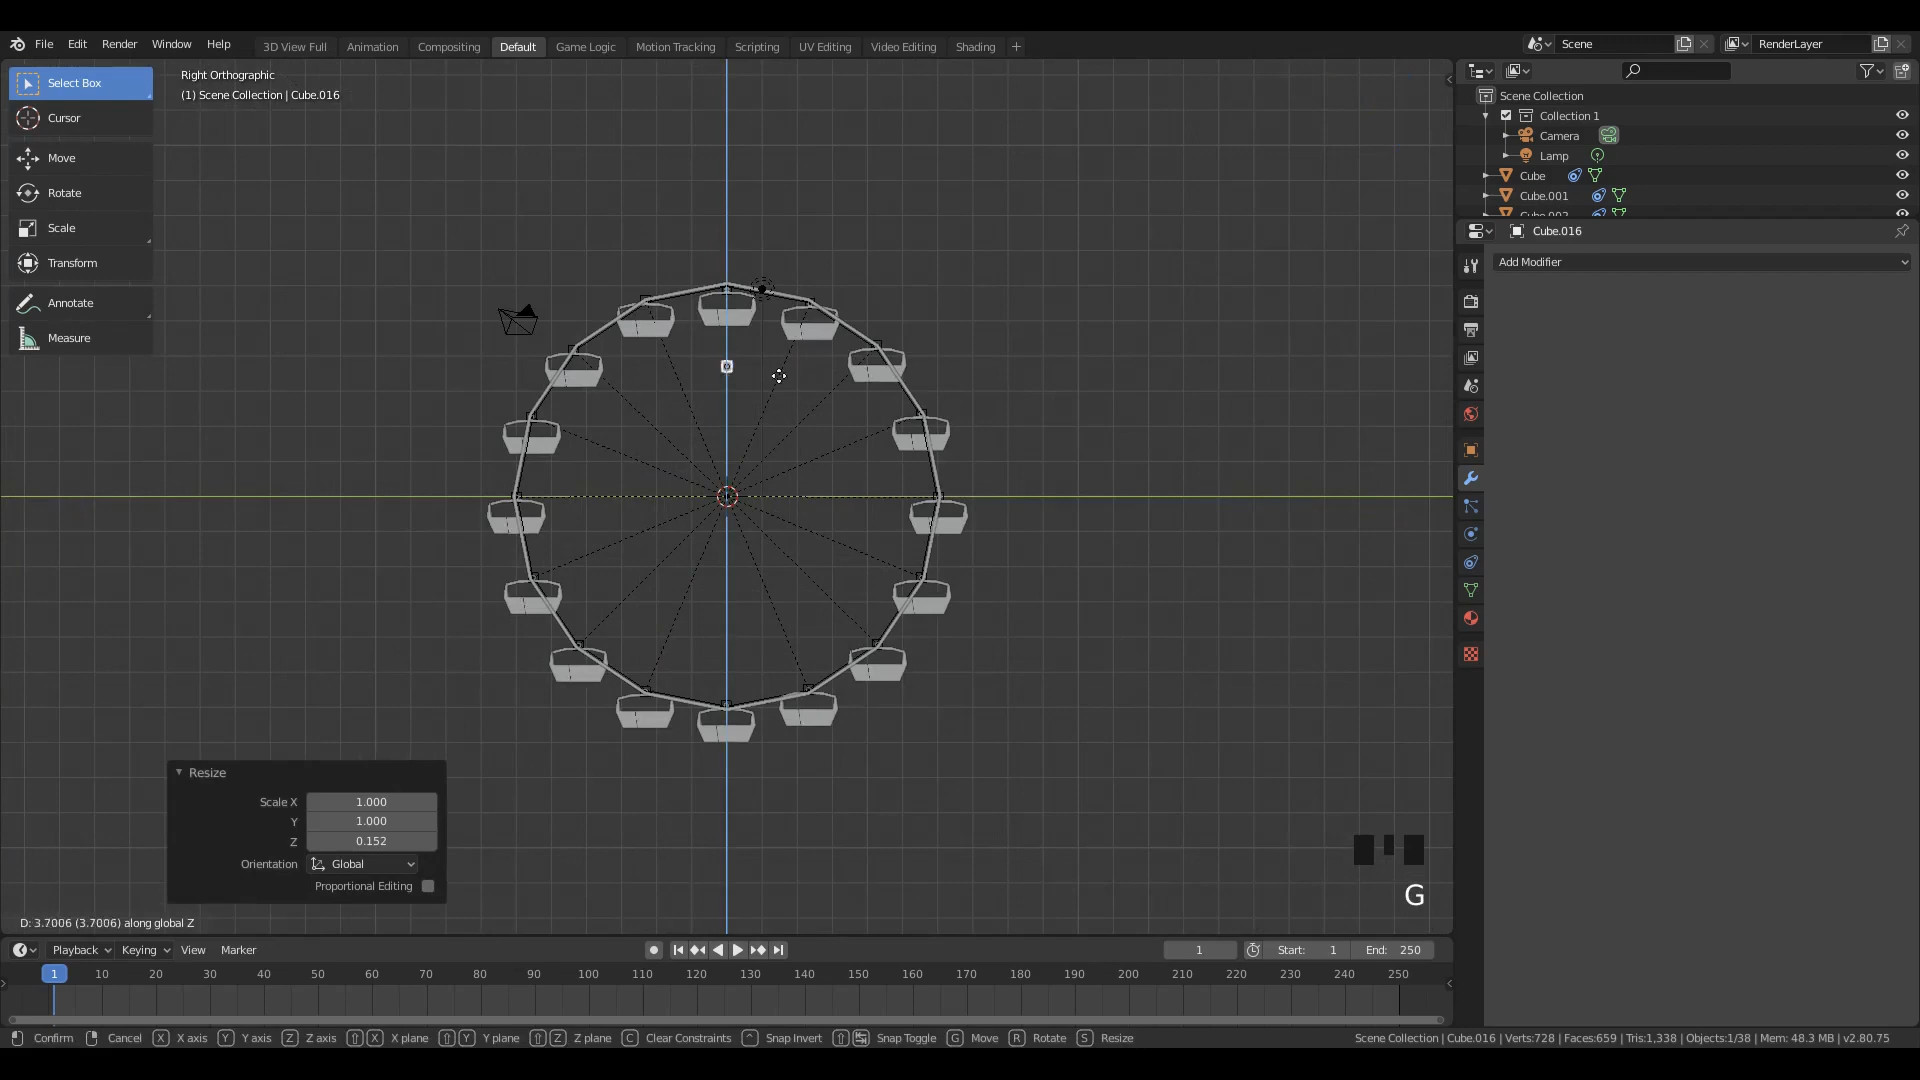 File Edit Render Window Help
3D View Full Animation Compositing Default Game Logic Motion Tracking Scripting UV Editing Video Editing Shading +
Scene
RenderLayer
Select Box
Cursor
Move
Rotate
Scale
Transform
Annotate
Measure
Right Orthographic
(1) Scene Collection | Cube.016
Scene Collection
Collection 1
Camera
Lamp
Cube
Cube.001
Cube.002
Cube.016
Add Modifier
Resize
Scale X 1.000
Y 1.000
Z 0.152
Orientation Global
Proportional Editing
G
D: 3.7006 (3.7006) along global Z
Playback Keying View Marker
1 Start: 1 End: 250
1 10 20 30 40 50 60 70 80 90 100 110 120 130 140 150 160 170 180 190 200 210 220 230 240 250
Confirm Cancel X X axis Y Y axis Z Z axis X X plane Y Y plane Z Z plane C Clear Constraints ^ Snap Invert Snap Toggle G Move R Rotate S Resize
Scene Collection | Cube.016 | Verts:728 | Faces:659 | Tris:1,338 | Objects:1/38 | Mem: 48.3 MB | v2.80.75